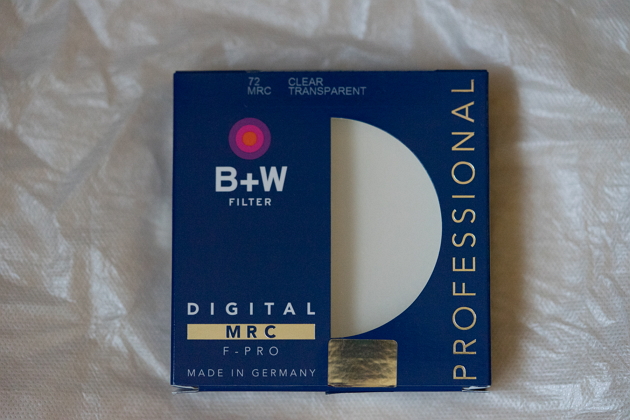 72 CLEAR
MRC TRANSPARENT
B+W
FILTER
DIGITAL
MRC
F-PRO
MADE IN GERMANY
PROFESSIONAL